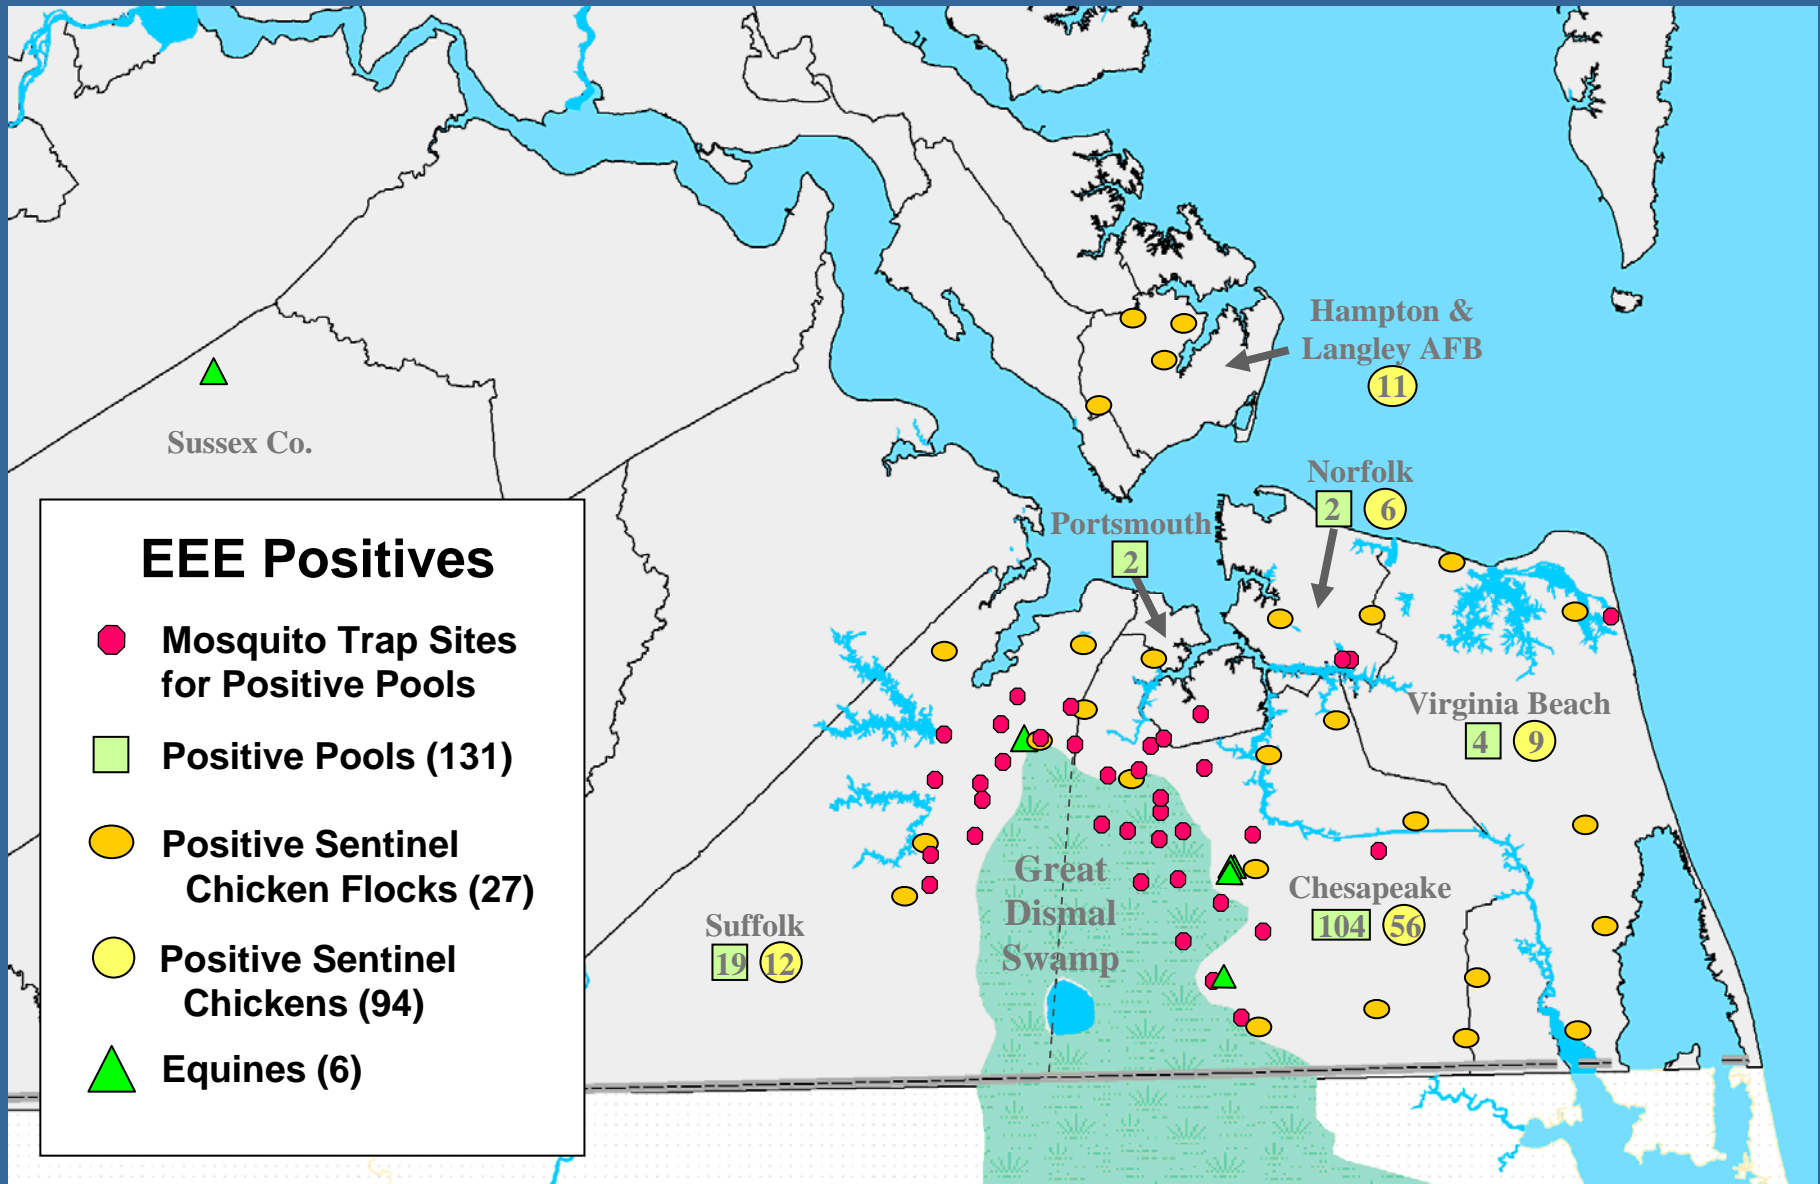 Hampton &
Langley AFB
11
Sussex Co.
Norfolk
2 6
Portsmouth
2
EEE Positives
Mosquito Trap Sites
for Positive Pools
Positive Pools (131)
Positive Sentinel
Chicken Flocks (27)
Positive Sentinel
Chickens (94)
Equines (6)
Virginia Beach
4 9
Great
Dismal
Swamp
Chesapeake
104 56
Suffolk
19 12